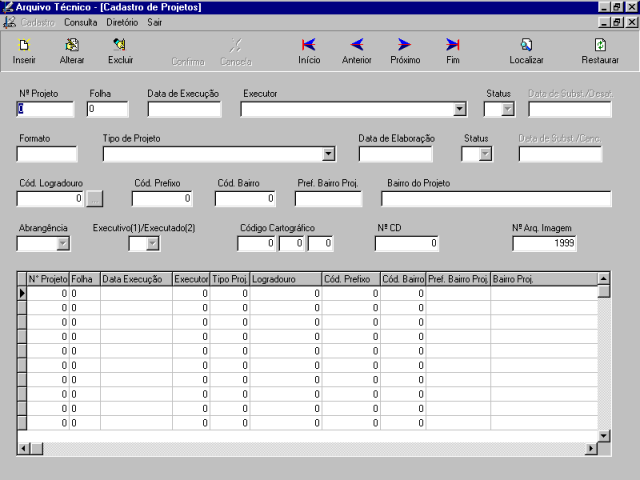 Arquivo Técnico - [Cadastro de Projetos]
Cadastro Consulta Diretório Sair
Inserir Alterar Excluir Confirma Cancela Início Anterior Próximo Fim Localizar Restaurar
Nº Projeto Folha Data de Execução Executor Status Data de Subst./Desat.
0 0
Formato Tipo de Projeto Data de Elaboração Status Data de Subst./Canc.
Cód. Logradouro Cód. Prefixo Cód. Bairro Pref. Bairro Proj. Bairro do Projeto
0 ... 0 0
Abrangência Executivo(1)/Executado(2) Código Cartográfico Nº CD Nº Arq. Imagem
0 0 0 0 1999
N° Projeto Folha Data Execução Executor Tipo Proj. Logradouro Cód. Prefixo Cód. Bairro Pref. Bairro Proj. Bairro Proj.
0 0 0 0 0 0 0
0 0 0 0 0 0 0
0 0 0 0 0 0 0
0 0 0 0 0 0 0
0 0 0 0 0 0 0
0 0 0 0 0 0 0
0 0 0 0 0 0 0
0 0 0 0 0 0 0
0 0 0 0 0 0 0
0 0 0 0 0 0 0